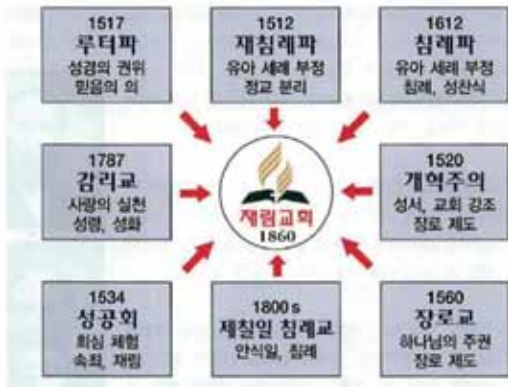 1517
루터파
성경의 권위
믿음의 의
1512
재침례파
유아 세례 부정
정교 분리
1612
침례파
유아 세례 부정
침례, 성찬식
1787
감리교
사랑의 실천
성령, 성화
재림교회
1860
1520
개혁주의
성서, 교회 강조
장로 제도
1534
성공회
회심 체험
속죄, 재림
1800s
제칠일 침례교
안식일, 침례
1560
장로교
하나님의 주권
장로 제도